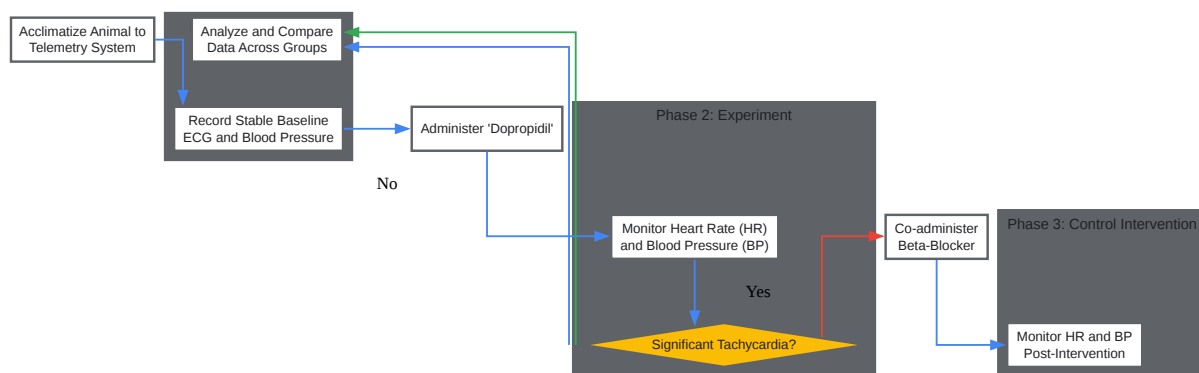 Acclimatize Animal to
Telemetry System
Analyze and Compare
Data Across Groups
Record Stable Baseline
ECG and Blood Pressure
Administer 'Dopropidil'
No
Phase 2: Experiment
Monitor Heart Rate (HR)
and Blood Pressure (BP)
Yes
Significant Tachycardia?
Co-administer
Beta-Blocker
Phase 3: Control Intervention
Monitor HR and BP
Post-Intervention